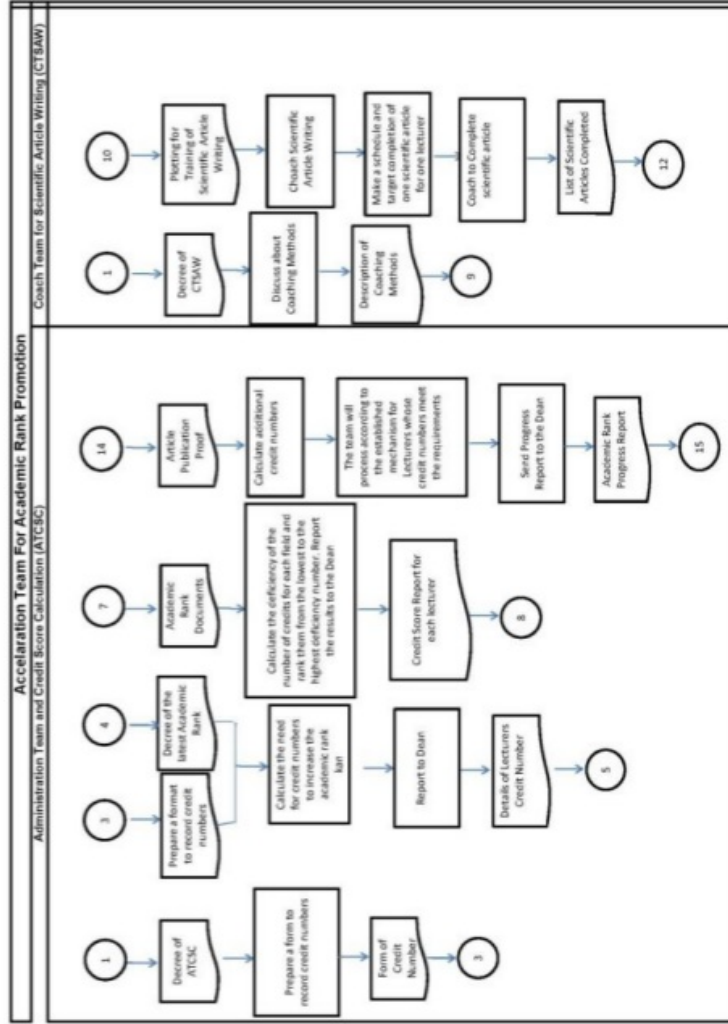 Accelaration Team For Academic Rank Promotion
Administration Team and Credit Score Calculation (ATCSC)
Coach Team for Scientific Article Writing (CTSAW)
1
Decree of
ATCSC
Prepare a form to
record credit numbers
Form of
Credit
Number
3
3
Prepare a format
to record credit
numbers
4
Decree of the
latest Academic
Rank
Calculate the need
for credit numbers
to increase the
academic rank
kan
Report to Dean
Details of Lecturers
Credit Number
5
7
Academic
Rank
Documents
Calculate the deficiency of the
number of credits for each field and
rank them from the lowest to the
highest deficiency number. Report
the results to the Dean
Credit Score Report for
each lecturer
8
14
Article
Publication
Proof
Calculate additional
credit numbers
The team will
process according to
the established
mechanism for
Lecturers whose
credit numbers meet
the requirements
Send Progress
Report to the Dean
Academic Rank
Progress Report
15
1
Decree of
CTSAW
Discuss about
Coaching Methods
Description of
Coaching
Methods
9
10
Plotting for
Training of
Scientific Article
Writing
Choach Scientific
Article Writing
Make a schedule and
target completion of
one scientific article
for one lecturer
Coach to Complete
scientific article
List of Scientific
Articles Completed
12